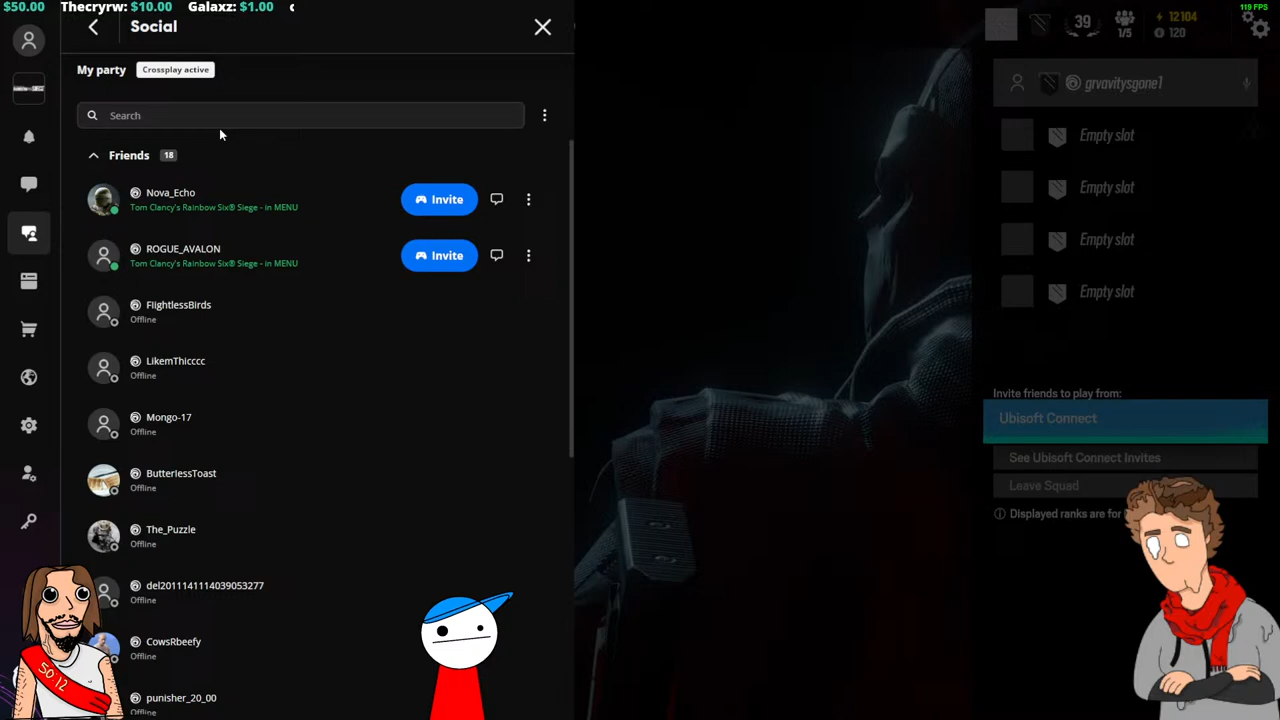 $50.00 Thecryrw: $10.00 Galaxz: $1.00
119 FPS
Social
39
1/5
12104
120
My party
Crossplay active
Search
Friends 18
Nova_Echo
Tom Clancy's Rainbow Six® Siege - in MENU
Invite
ROGUE_AVALON
Tom Clancy's Rainbow Six® Siege - in MENU
Invite
FlightlessBirds
Offline
LikemThicccc
Offline
Mongo-17
Offline
ButterlessToast
Offline
The_Puzzle
Offline
del2011141114039053277
Offline
CowsRbeefy
Offline
punisher_20_00
Offline
grvavitysgone1
Empty slot
Empty slot
Empty slot
Empty slot
Invite friends to play from:
Ubisoft Connect
See Ubisoft Connect Invites
Leave Squad
Displayed ranks are for
50:12